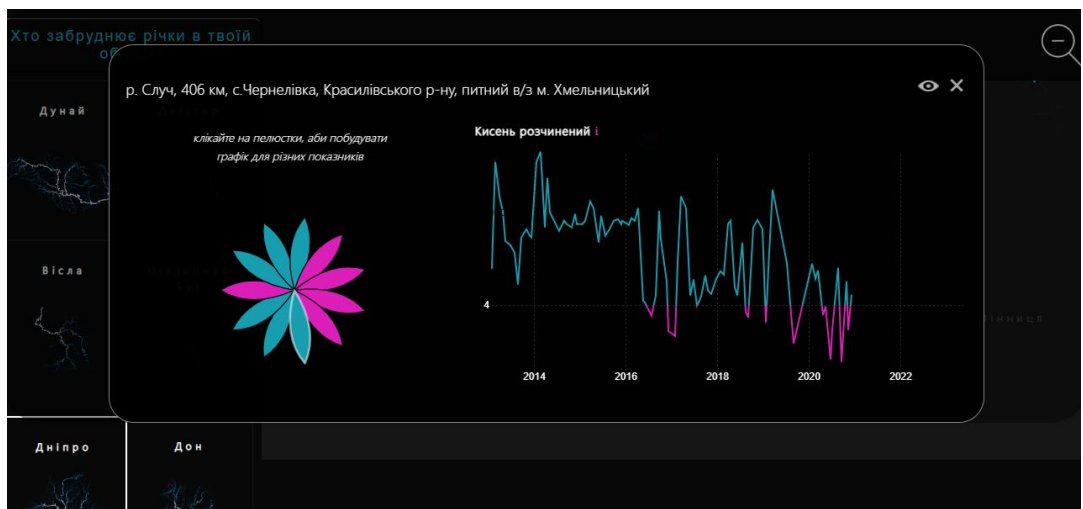 Хто забруднює річки в твоїй
об
р. Случ, 406 км, с.Чернелівка, Красилівського р-ну, питний в/з м. Хмельницький
клікайте на пелюстки, аби побудувати
графік для різних показників
Кисень розчинений i
4
2014
2016
2018
2020
2022
Дунай
Вісла
інниця
Дніпро
Дон